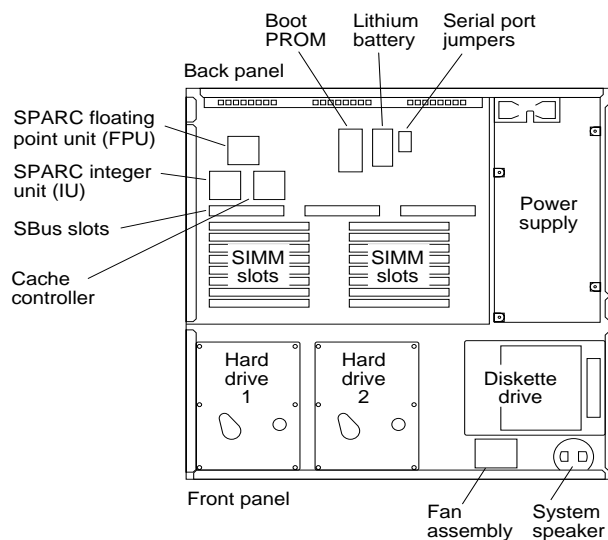 Boot
PROM
Lithium
battery
Serial port
jumpers
Back panel
SPARC floating
point unit (FPU)
SPARC integer
unit (IU)
SBus slots
Cache
controller
SIMM
slots
SIMM
slots
Power
supply
Hard
drive
1
Hard
drive
2
Diskette
drive
Front panel
Fan
assembly
System
speaker